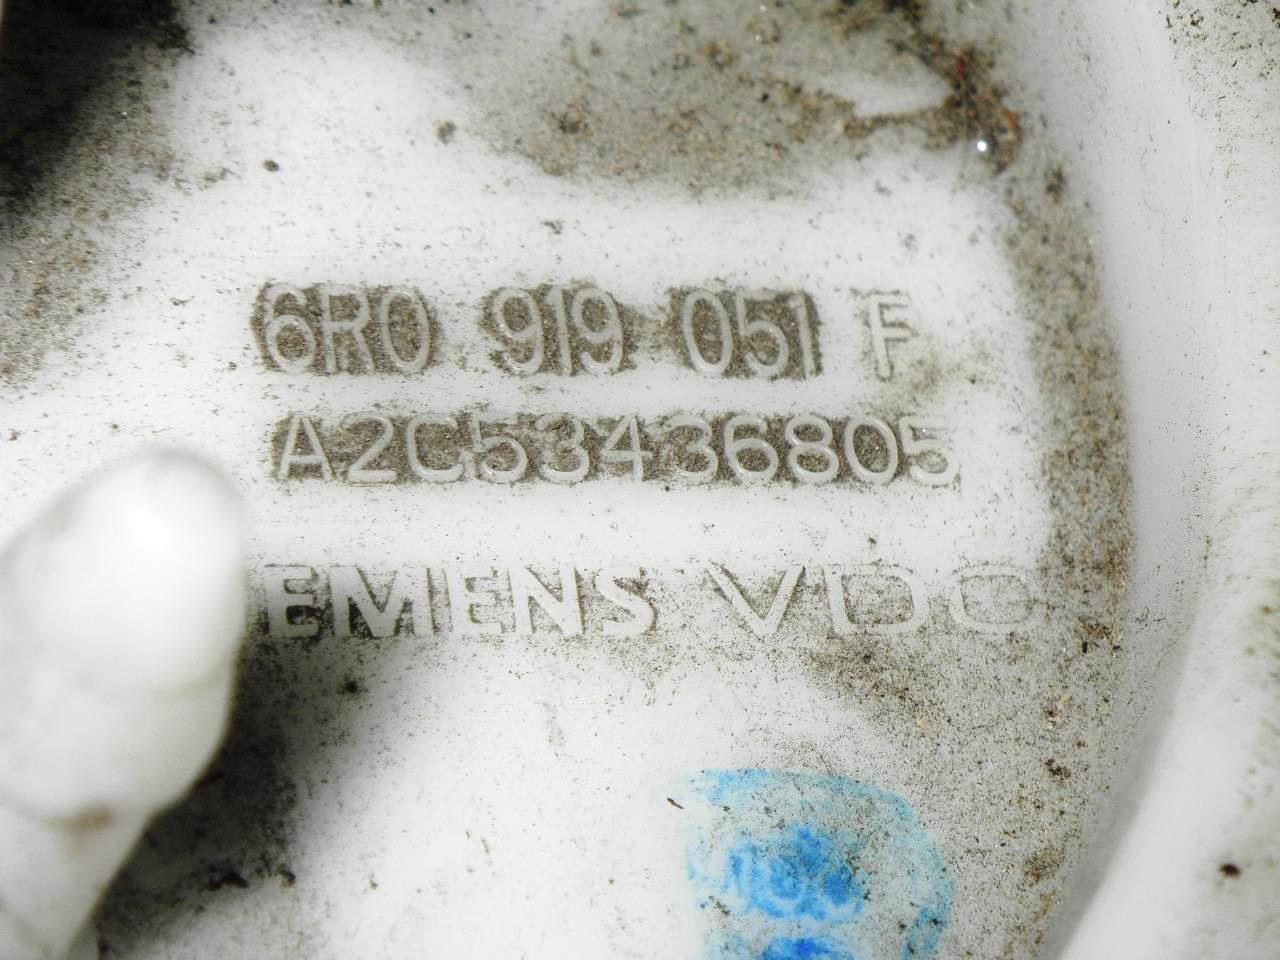 6R0 919 051 F
A2C53436805
EMENS VDO